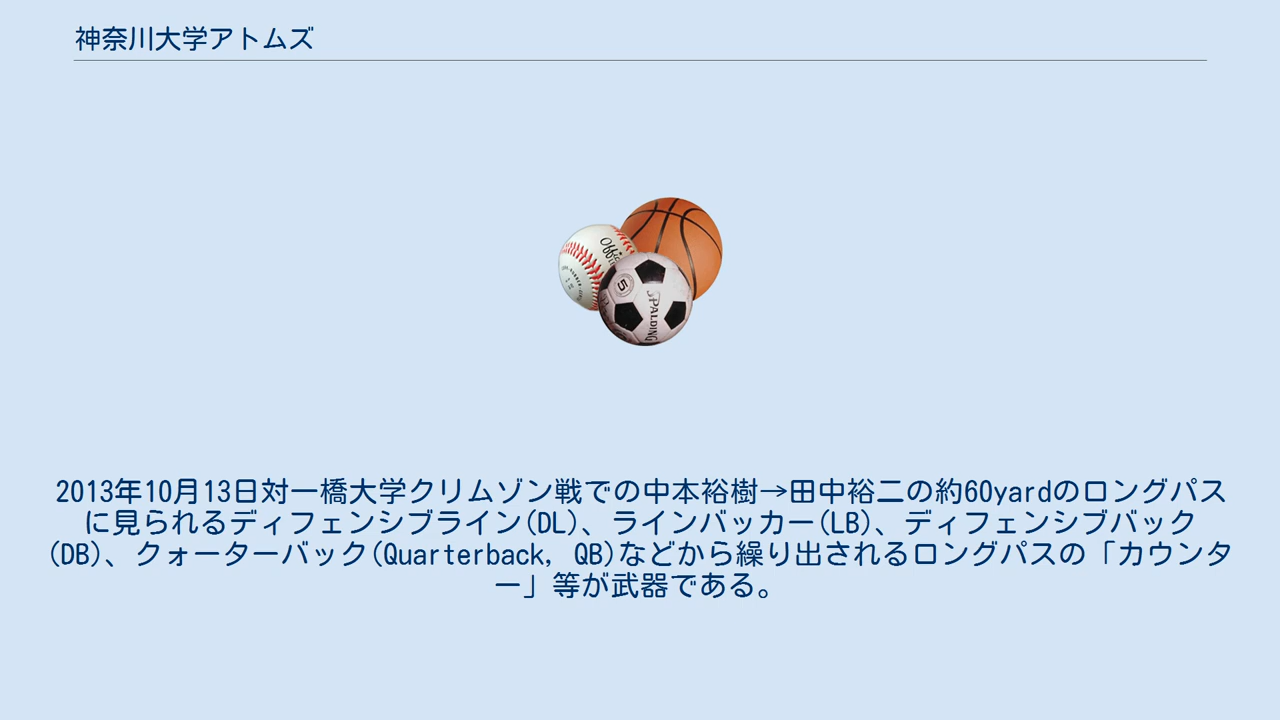 神奈川大学アトムズ
Offici
5
SPALDING
2013年10月13日対一橋大学クリムゾン戦での中本裕樹→田中裕二の約60yardのロングパス
に見られるディフェンシブライン(DL)、ラインバッカー(LB)、ディフェンシブバック
(DB)、クォーターバック(Quarterback, QB)などから繰り出されるロングパスの「カウンタ
ー」等が武器である。